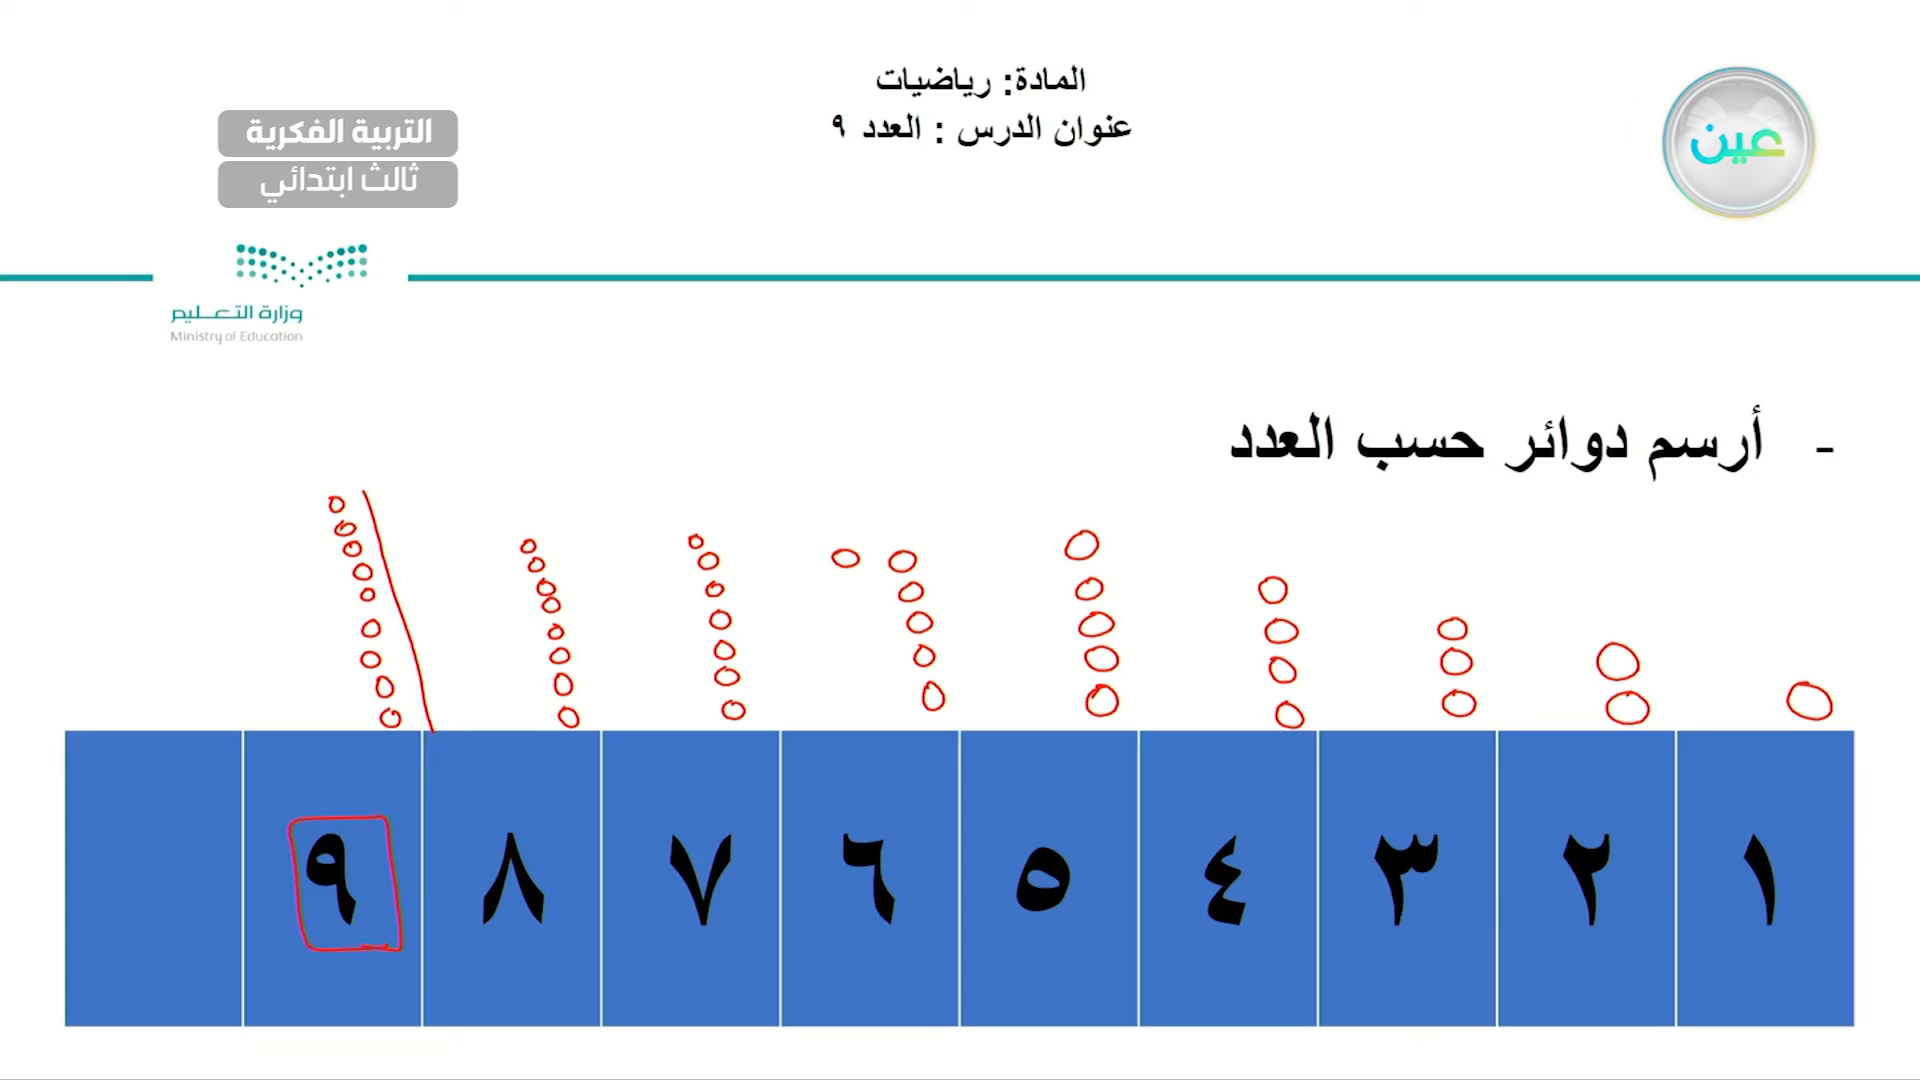 المادة: رياضيات
عنوان الدرس : العدد ٩
عين
التربية الفكرية
ثالث ابتدائي
وزارة التعليم
Ministry of Education
- أرسم دوائر حسب العدد
١ ٢ ٣ ٤ ٥ ٦ ٧ ٨ ٩